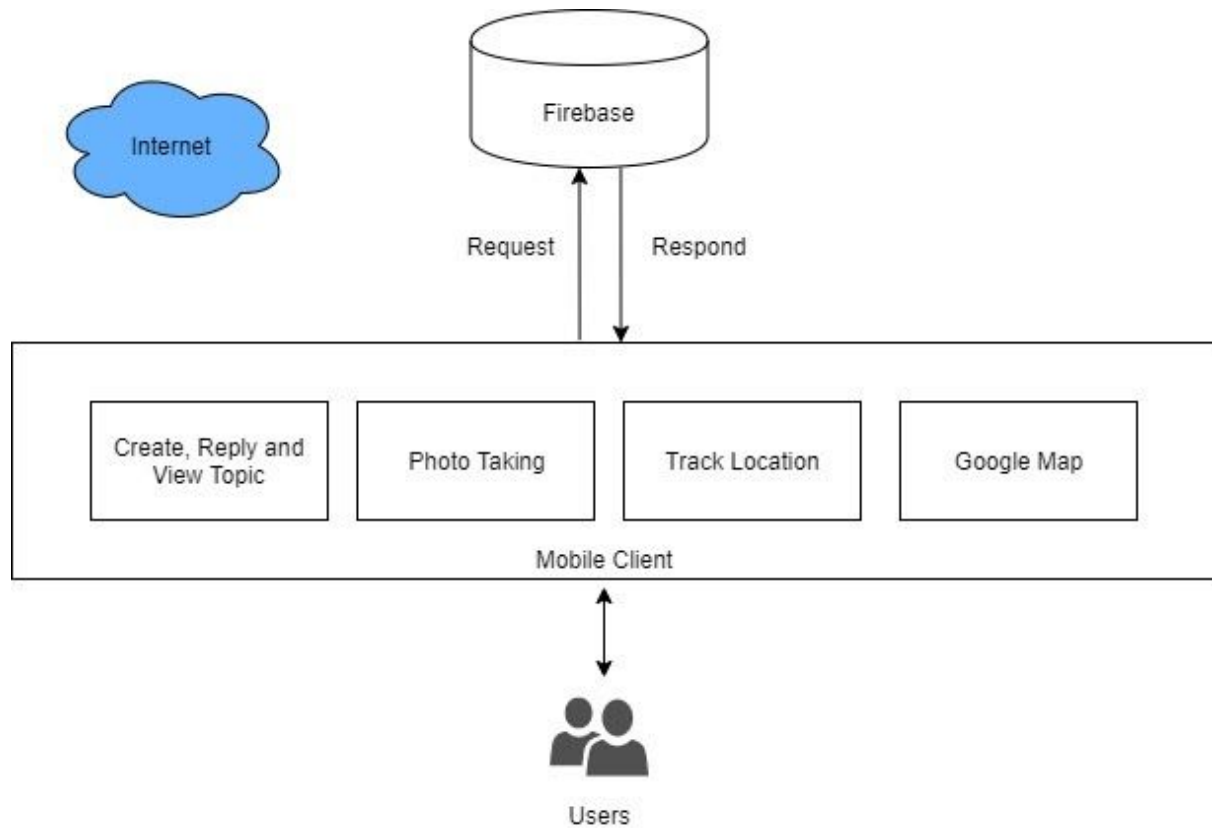 Firebase
Internet
Request
Respond
Create, Reply and
View Topic
Photo Taking
Track Location
Google Map
Mobile Client
Users